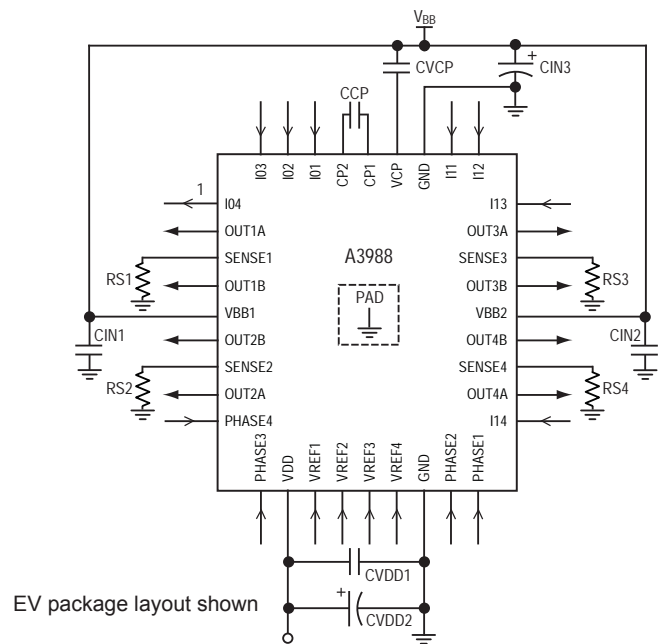 VBB
CVCP
+
CIN3
CCP
I03
I02
I01
CP2
CP1
VCP
GND
I11
I12
1
I04
I13
OUT1A
OUT3A
SENSE1
A3988
SENSE3
RS1
RS3
OUT1B
PAD
OUT3B
VBB1
VBB2
CIN1
CIN2
OUT2B
OUT4B
SENSE2
SENSE4
RS2
RS4
OUT2A
OUT4A
PHASE4
I14
PHASE3
VDD
VREF1
VREF2
VREF3
VREF4
GND
PHASE2
PHASE1
CVDD1
+
CVDD2
EV package layout shown